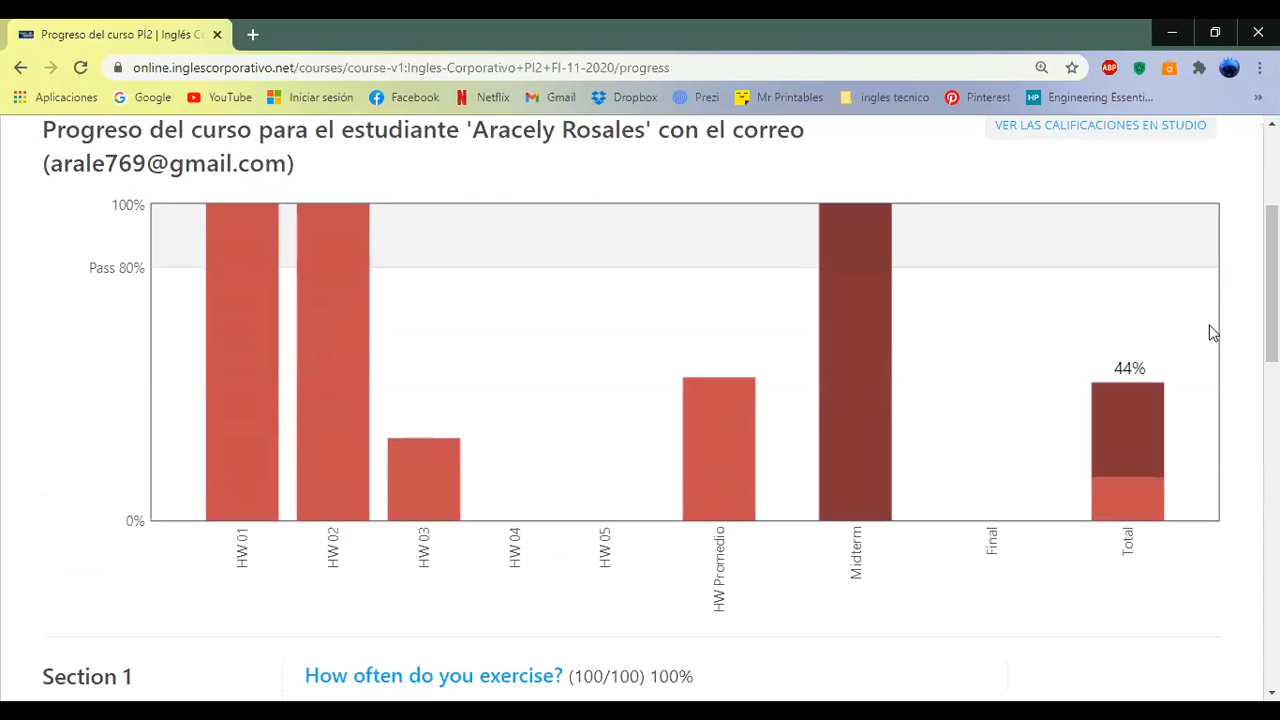 Progreso del curso PI2 | Inglés Co
online.inglescorporativo.net/courses/course-v1:Ingles-Corporativo+PI2+FI-11-2020/progress
Aplicaciones Google YouTube Iniciar sesión Facebook Netflix Gmail Dropbox Prezi Mr Printables ingles tecnico Pinterest Engineering Essenti...
Progreso del curso para el estudiante 'Aracely Rosales' con el correo
(arale769@gmail.com)
VER LAS CALIFICACIONES EN STUDIO
100%
Pass 80%
44%
0%
HW 01 HW 02 HW 03 HW 04 HW 05 HW Promedio Midterm Final Total
Section 1 How often do you exercise? (100/100) 100%